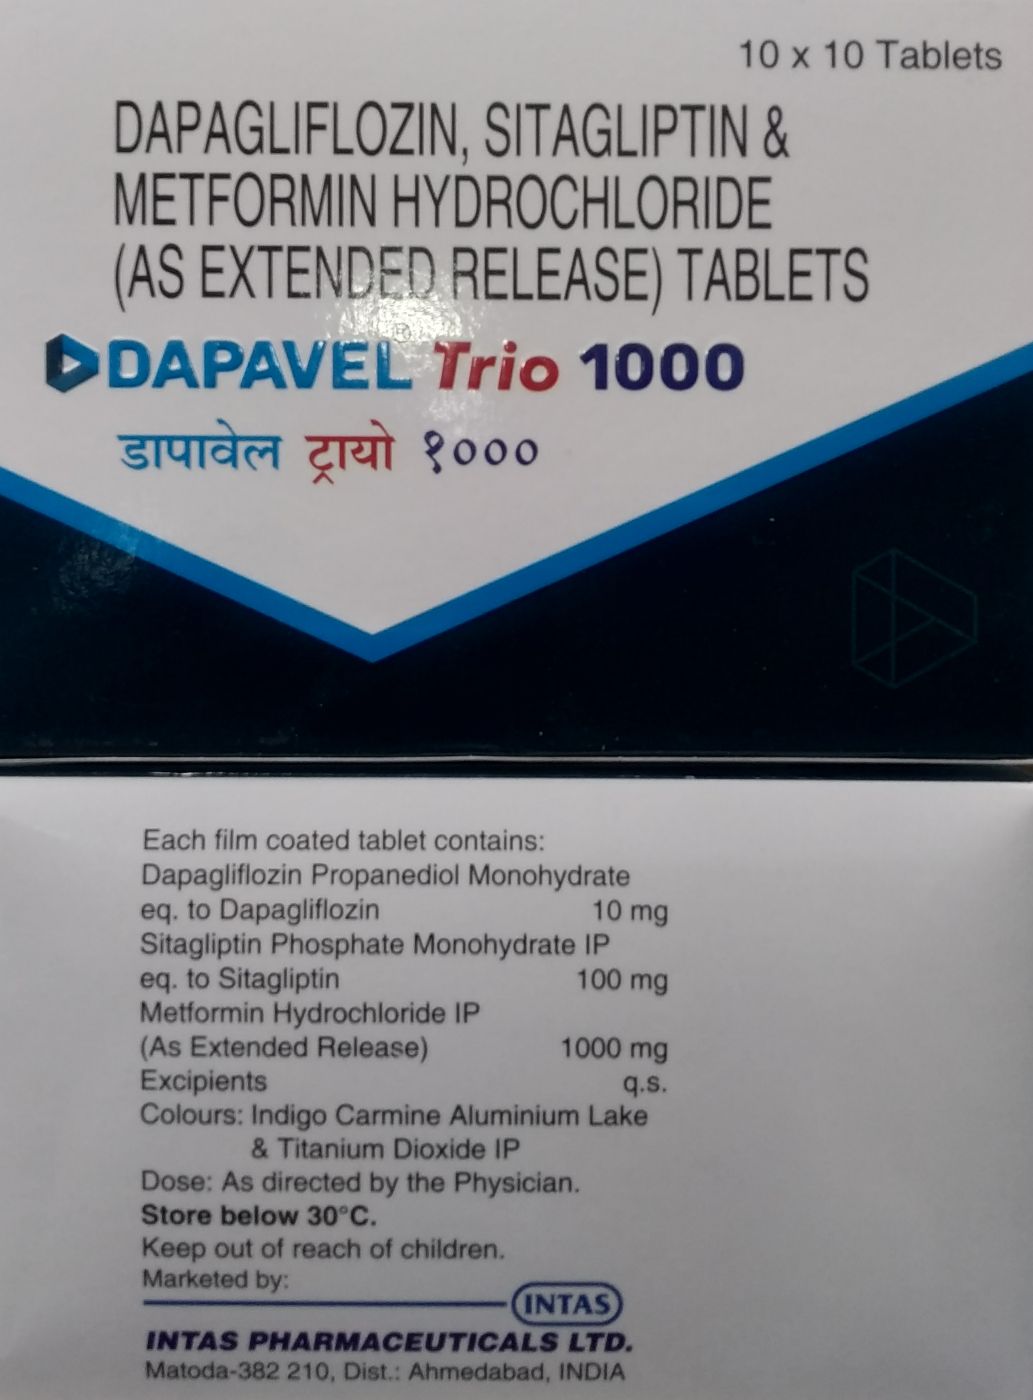 10 x 10 Tablets
DAPAGLIFLOZIN, SITAGLIPTIN &
METFORMIN HYDROCHLORIDE
(AS EXTENDED RELEASE) TABLETS
DAPAVEL® Trio 1000
डापावेल ट्रायो १०००
Each film coated tablet contains:
Dapagliflozin Propanediol Monohydrate
eq. to Dapagliflozin 10 mg
Sitagliptin Phosphate Monohydrate IP
eq. to Sitagliptin 100 mg
Metformin Hydrochloride IP
(As Extended Release) 1000 mg
Excipients q.s.
Colours: Indigo Carmine Aluminium Lake
& Titanium Dioxide IP
Dose: As directed by the Physician.
Store below 30°C.
Keep out of reach of children.
Marketed by:
INTAS
INTAS PHARMACEUTICALS LTD.
Matoda-382 210, Dist.: Ahmedabad, INDIA